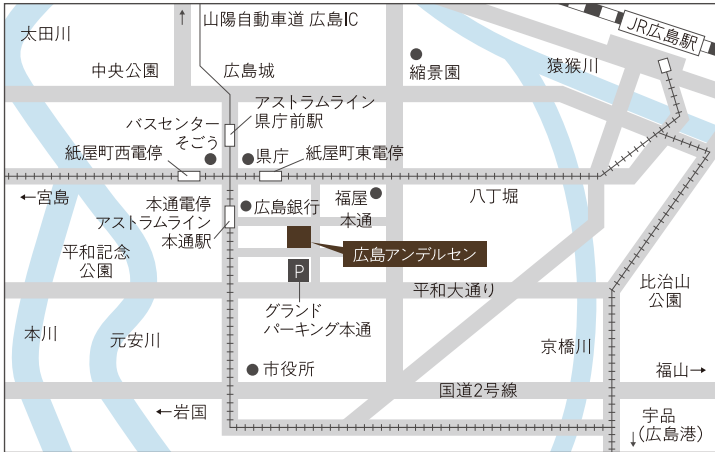 山陽自動車道 広島IC
JR広島駅
太田川
中央公園
広島城
縮景園
猿猴川
アストラムライン
県庁前駅
バスセンター
そごう
紙屋町西電停
県庁
紙屋町東電停
←宮島
本通電停
アストラムライン
本通駅
広島銀行
福屋
本通
八丁堀
平和記念
公園
広島アンデルセン
P
グランド
パーキング本通
平和大通り
比治山
公園
本川
元安川
京橋川
市役所
福山→
国道2号線
←岩国
宇品
(広島港)